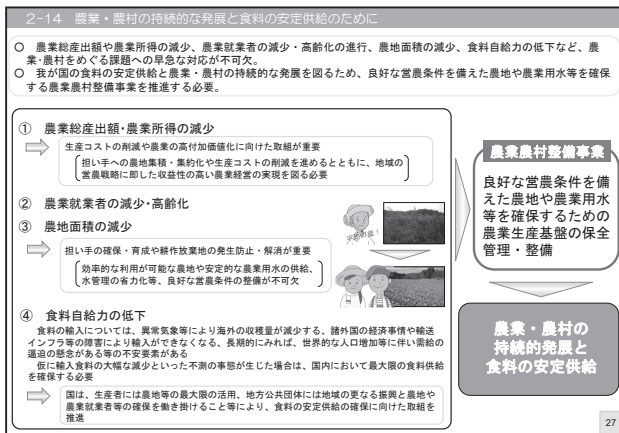 2-14 農業・農村の持続的な発展と食料の安定供給のために
○ 農業総産出額や農業所得の減少、農業就業者の減少・高齢化の進行、農地面積の減少、食料自給力の低下など、農
業・農村をめぐる課題への早急な対応が不可欠。
○ 我が国の食料の安定供給と農業・農村の持続的な発展を図るため、良好な営農条件を備えた農地や農業用水等を確保
する農業農村整備事業を推進する必要。
① 農業総産出額・農業所得の減少
生産コストの削減や農業の高付加価値化に向けた取組が重要
担い手への農地集積・集約化や生産コストの削減を進めるとともに、地域の
営農戦略に即した収益性の高い農業経営の実現を図る必要
② 農業就業者の減少・高齢化
③ 農地面積の減少
担い手の確保・育成や耕作放棄地の発生防止・解消が重要
効率的な利用が可能な農地や安定的な農業用水の供給、
水管理の省力化等、良好な営農条件の整備が不可欠
④ 食料自給力の低下
食料の輸入については、異常気象等により海外の収穫量が減少する、諸外国の経済事情や輸送
インフラ等の障害により輸入ができなくなる、長期的にみれば、世界的な人口増加等に伴い需給の
逼迫の懸念がある等の不安要素がある
仮に輸入食料の大幅な減少といった不測の事態が生じた場合は、国内において最大限の食料供給
を確保する必要
国は、生産者には農地等の最大限の活用、地方公共団体には地域の更なる振興と農地や
農業就業者等の確保を働き掛けること等により、食料の安定供給の確保に向けた取組を
推進
農業農村整備事業
良好な営農条件を備
えた農地や農業用水
等を確保するための
農業生産基盤の保全
管理・整備
農業・農村の
持続的発展と
食料の安定供給
27